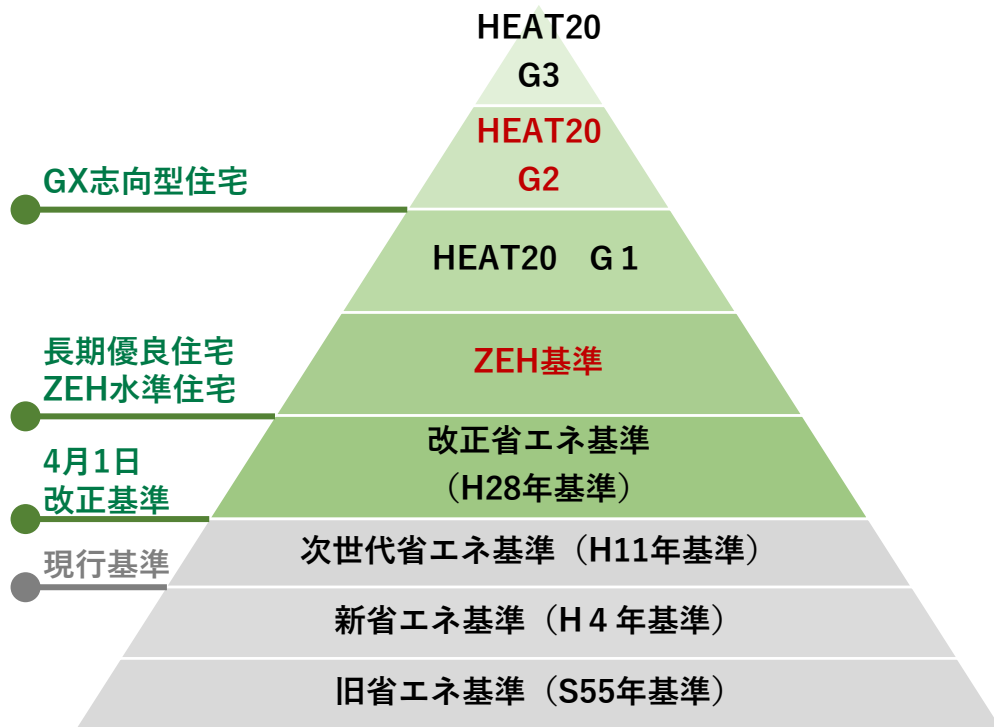 HEAT20
G3
HEAT20
G2
GX志向型住宅
HEAT20　G１
長期優良住宅
ZEH水準住宅
ZEH基準
4月1日
改正基準
改正省エネ基準
（H28年基準）
現行基準
次世代省エネ基準（H11年基準）
新省エネ基準（H４年基準）
旧省エネ基準（S55年基準）